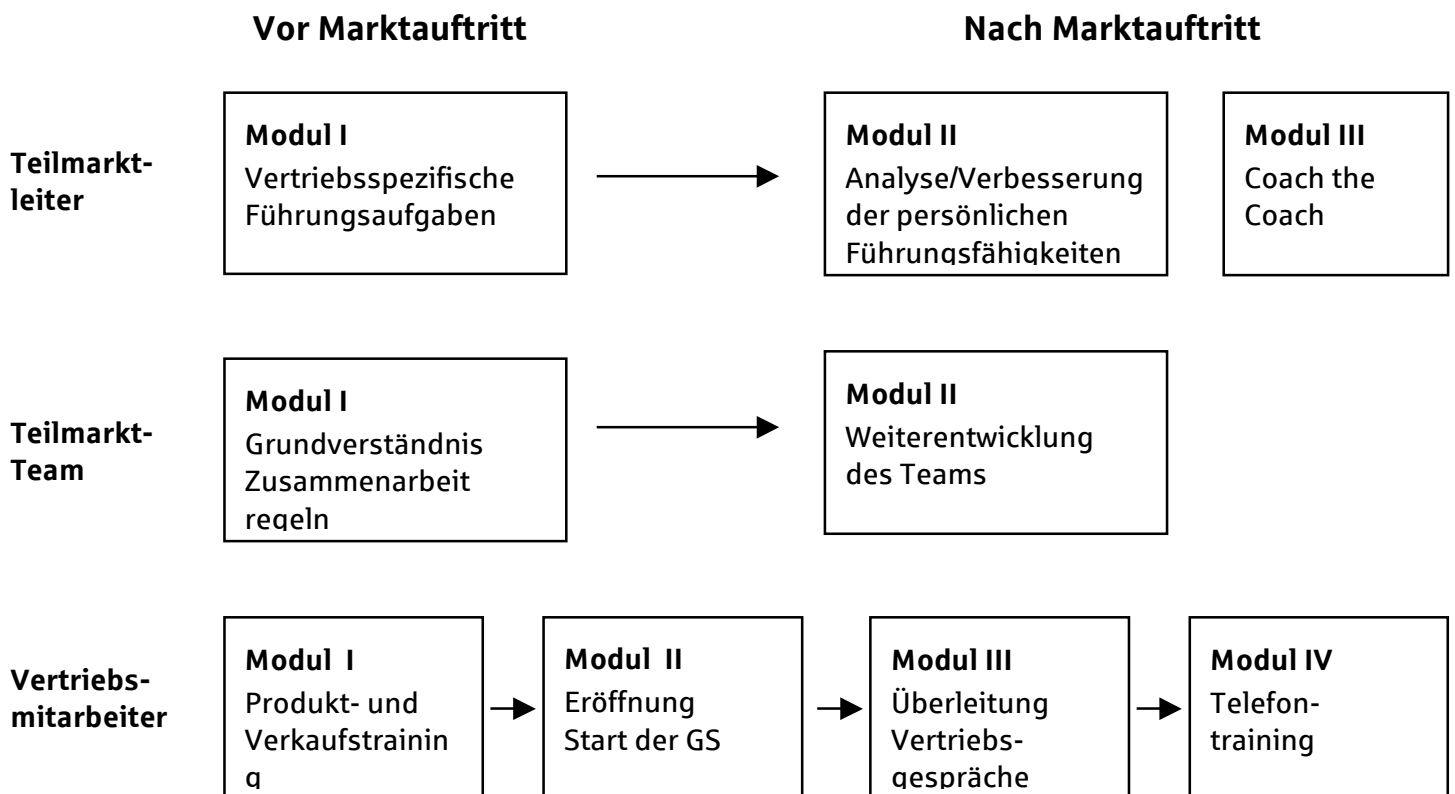 Vor Marktauftritt
Nach Marktauftritt
Teilmarkt-
leiter
Modul I
Vertriebsspezifische
Führungsaufgaben
Modul II
Analyse/Verbesserung
der persönlichen
Führungsfähigkeiten
Modul III
Coach the
Coach
Teilmarkt-
Team
Modul I
Grundverständnis
Zusammenarbeit
regeln
Modul II
Weiterentwicklung
des Teams
Vertriebs-
mitarbeiter
Modul I
Produkt- und
Verkaufstrainin
g
Modul II
Eröffnung
Start der GS
Modul III
Überleitung
Vertriebs-
gespräche
Modul IV
Telefon-
training